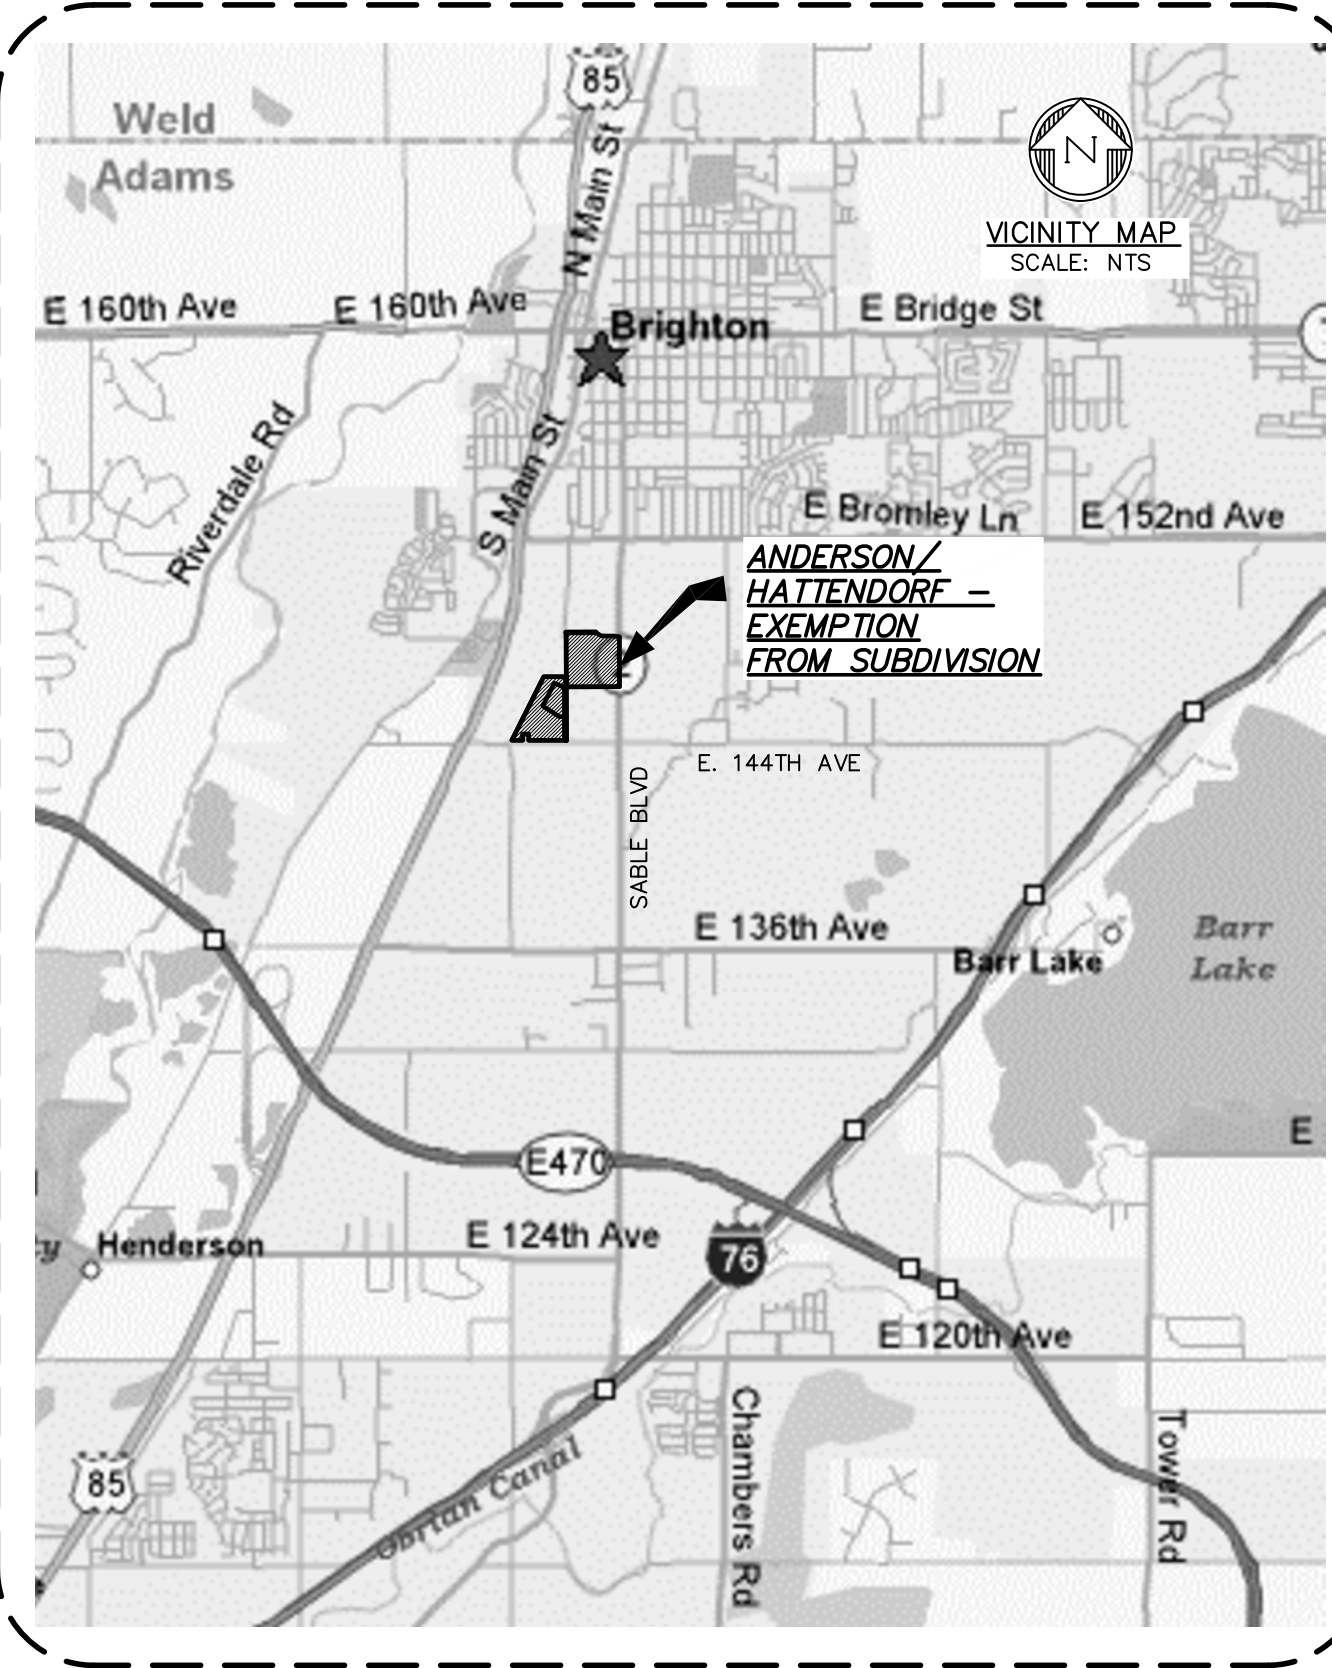 85
Weld
Adams
N Main St
N
VICINITY MAP
SCALE: NTS
E 160th Ave
E 160th Ave
E Bridge St
Brighton
Riverdale Rd
S Main St
E Bromley Ln
E 152nd Ave
ANDERSON/
HATTENDORF -
EXEMPTION
FROM SUBDIVISION
E. 144TH AVE
SABLE BLVD
E 136th Ave
Barr Lake
Barr
Lake
E
E470
E 124th Ave
76
Henderson
E 120th Ave
Chambers Rd
Tower Rd
85
Canal